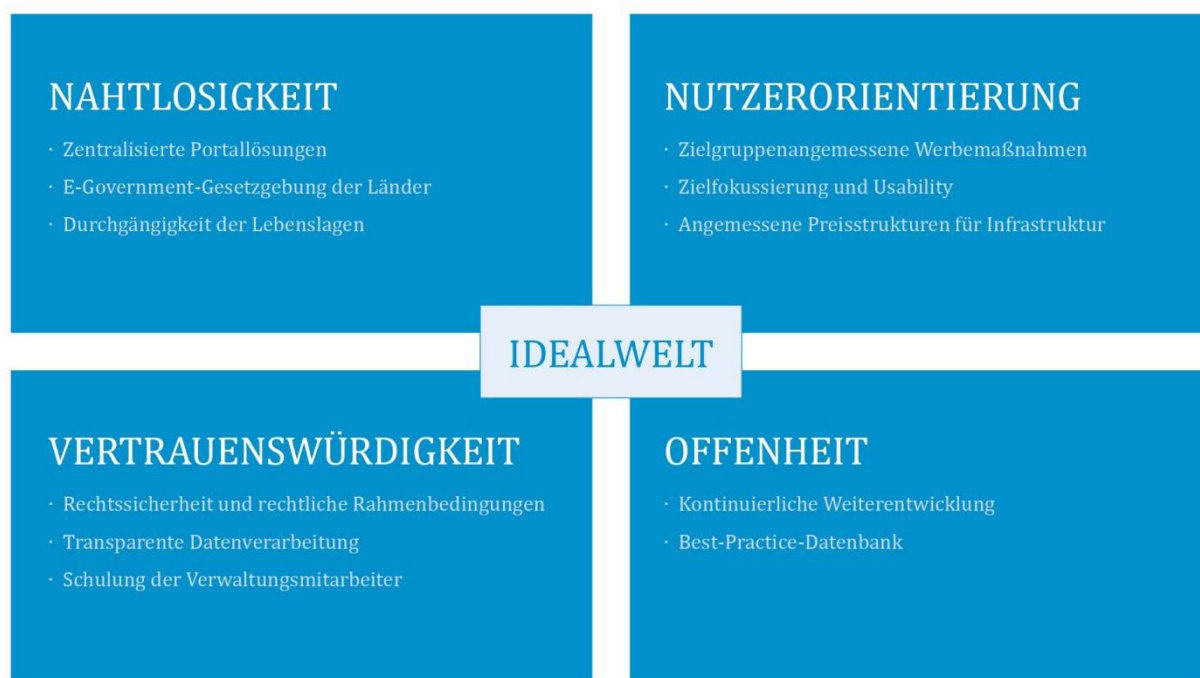 NAHTLOSIGKEIT
· Zentralisierte Portallösungen
· E-Government-Gesetzgebung der Länder
· Durchgängigkeit der Lebenslagen
NUTZERORIENTIERUNG
· Zielgruppenangemessene Werbemaßnahmen
· Zielfokussierung und Usability
· Angemessene Preisstrukturen für Infrastruktur
IDEALWELT
VERTRAUENSWÜRDIGKEIT
· Rechtssicherheit und rechtliche Rahmenbedingungen
· Transparente Datenverarbeitung
· Schulung der Verwaltungsmitarbeiter
OFFENHEIT
· Kontinuierliche Weiterentwicklung
· Best-Practice-Datenbank